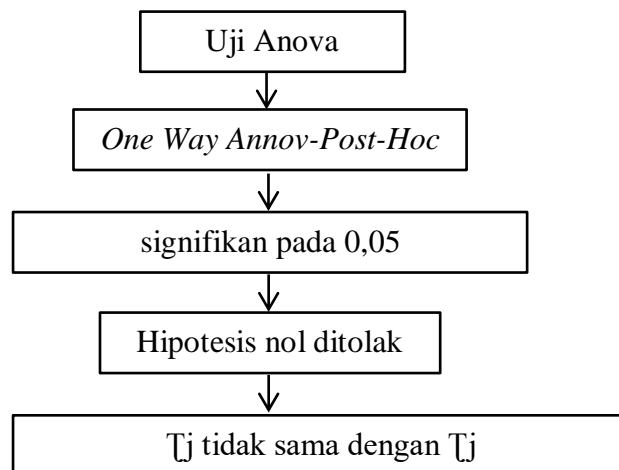 Uji Anova
One Way Annov-Post-Hoc
signifikan pada 0,05
Hipotesis nol ditolak
Ʈj tidak sama dengan Ʈj